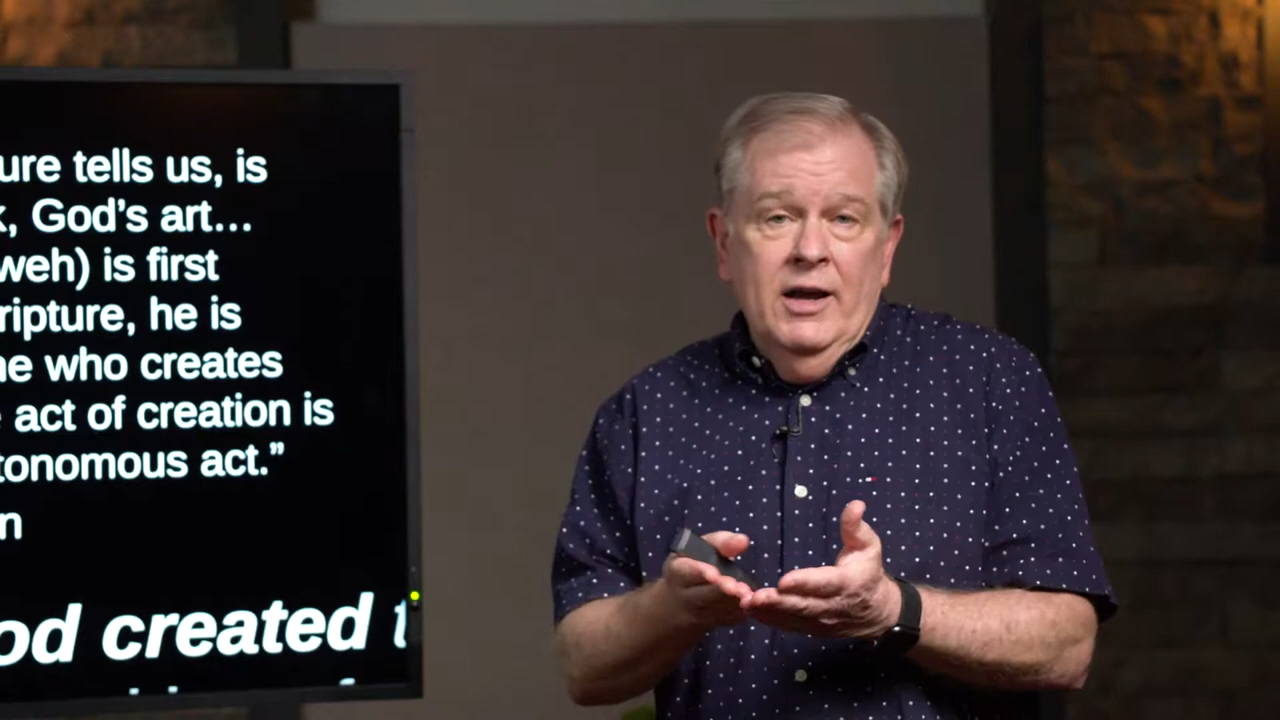 ure tells us, is
, God’s art…
weh) is first
ripture, he is
ne who creates
act of creation is
tonomous act.”
n
od created t